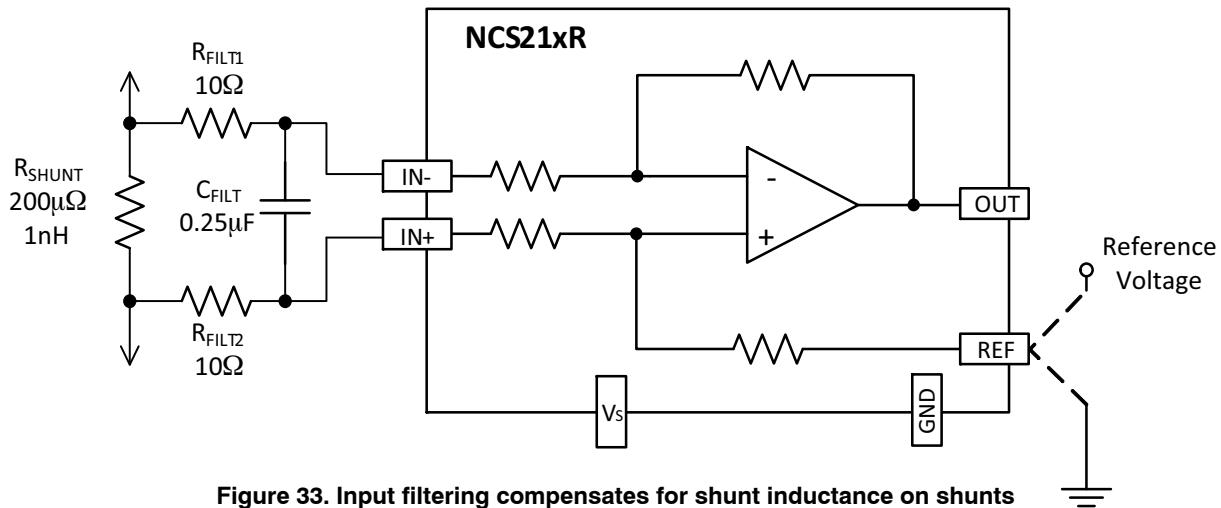 NCS21xR
RFILT1
10Ω
RSHUNT
200µΩ
1nH
CFILT
0.25µF
IN-
IN+
-
+
OUT
Reference
Voltage
RFILT2
10Ω
REF
VS
GND
Figure 33. Input filtering compensates for shunt inductance on shunts